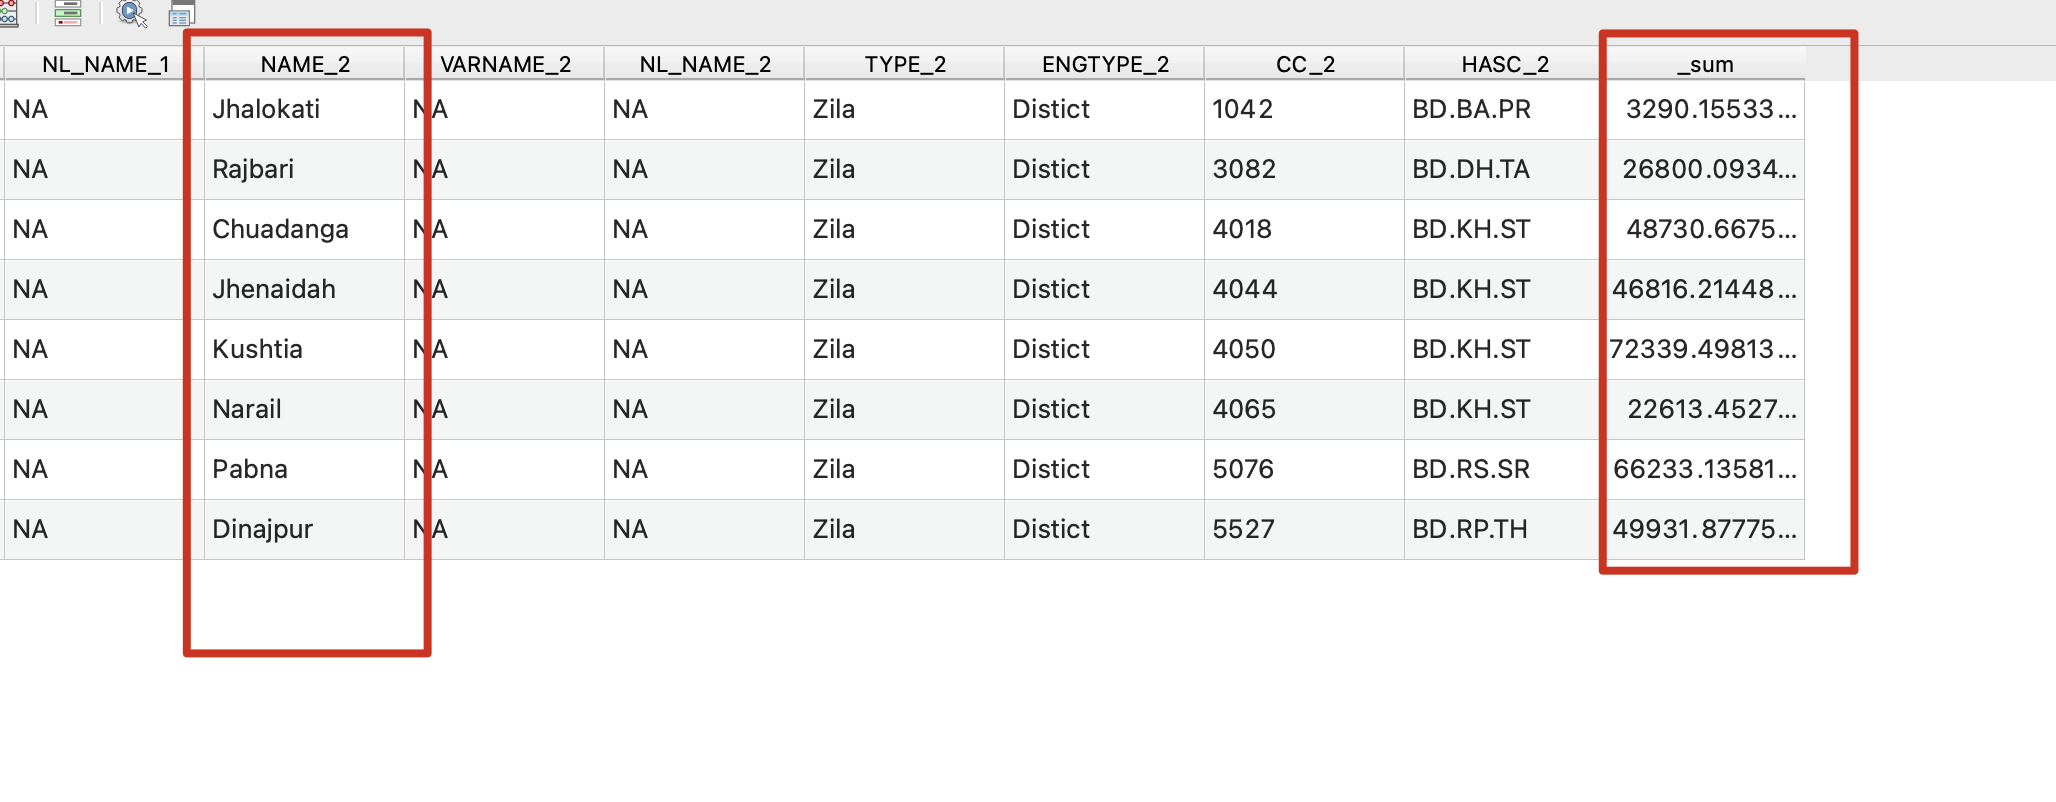 NL_NAME_1 NAME_2 VARNAME_2 NL_NAME_2 TYPE_2 ENGTYPE_2 CC_2 HASC_2 _sum
NA Jhalokati NA NA Zila Distict 1042 BD.BA.PR 3290.15533...
NA Rajbari NA NA Zila Distict 3082 BD.DH.TA 26800.0934...
NA Chuadanga NA NA Zila Distict 4018 BD.KH.ST 48730.6675...
NA Jhenaidah NA NA Zila Distict 4044 BD.KH.ST 46816.21448...
NA Kushtia NA NA Zila Distict 4050 BD.KH.ST 72339.49813...
NA Narail NA NA Zila Distict 4065 BD.KH.ST 22613.4527...
NA Pabna NA NA Zila Distict 5076 BD.RS.SR 66233.13581...
NA Dinajpur NA NA Zila Distict 5527 BD.RP.TH 49931.87775...